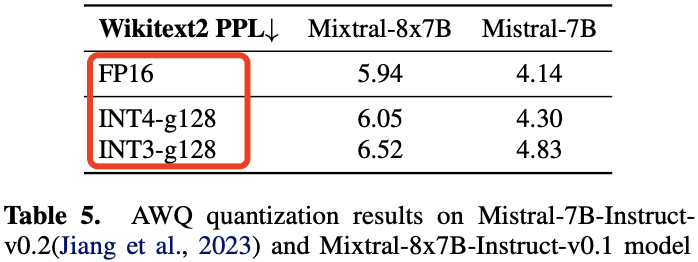 Wikitext2 PPL↓ Mixtral-8x7B Mistral-7B
FP16 5.94 4.14
INT4-g128 6.05 4.30
INT3-g128 6.52 4.83
Table 5. AWQ quantization results on Mistral-7B-Instruct-
v0.2(Jiang et al., 2023) and Mixtral-8x7B-Instruct-v0.1 model